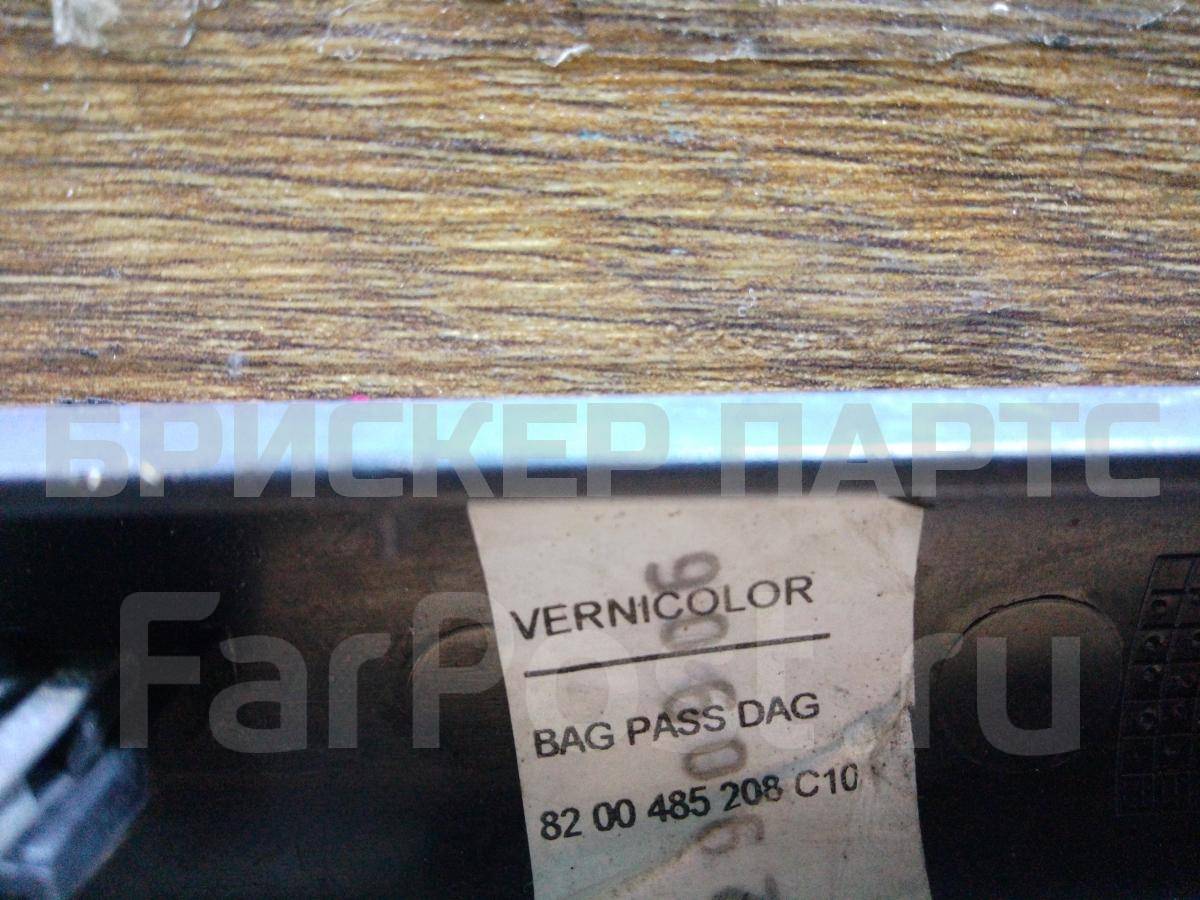 БРИСКЕР ПАРТС
FarPost.ru
VERNICOLOR
BAG PASS DAG
82 00 485 208 C10